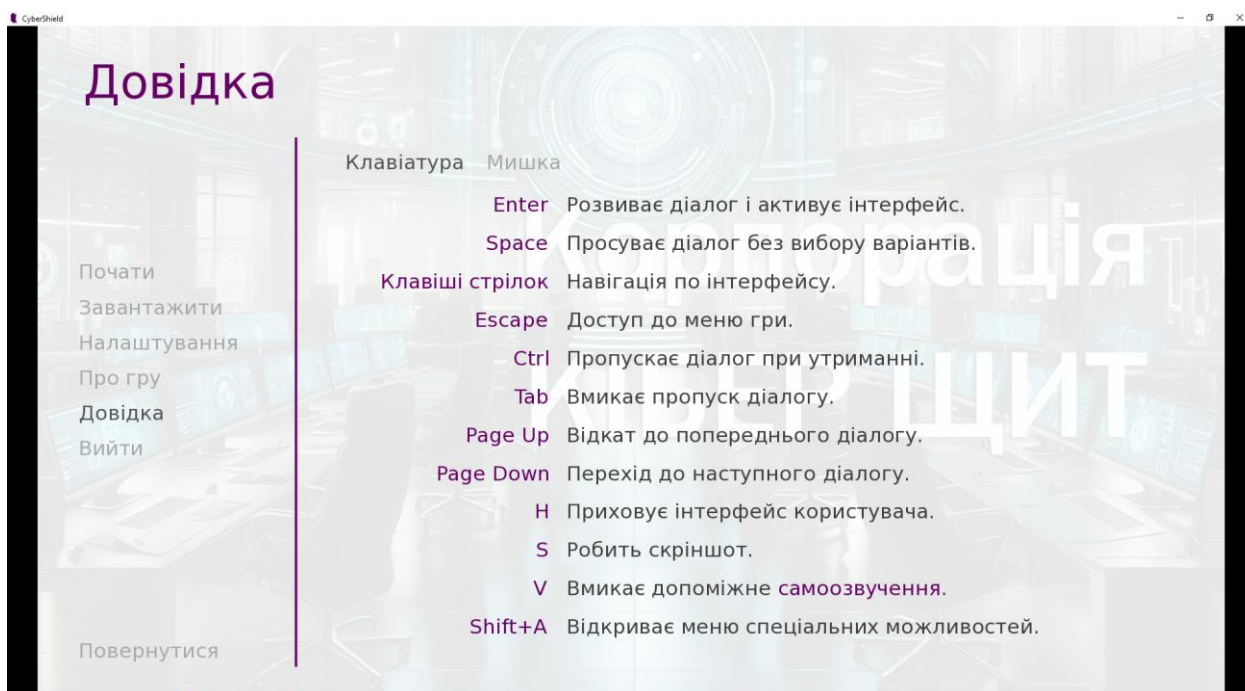 CyberShield
Довідка
Клавіатура Мишка
Enter Розвиває діалог і активує інтерфейс.
Space Просуває діалог без вибору варіантів.
Клавіші стрілок Навігація по інтерфейсу.
Escape Доступ до меню гри.
Ctrl Пропускає діалог при утриманні.
Tab Вмикає пропуск діалогу.
Page Up Відкат до попереднього діалогу.
Page Down Перехід до наступного діалогу.
H Приховує інтерфейс користувача.
S Робить скріншот.
V Вмикає допоміжне самоозвучення.
Shift+A Відкриває меню спеціальних можливостей.
Почати
Завантажити
Налаштування
Про гру
Довідка
Вийти
Повернутися
Корпорація
КІБЕР ЩИТ